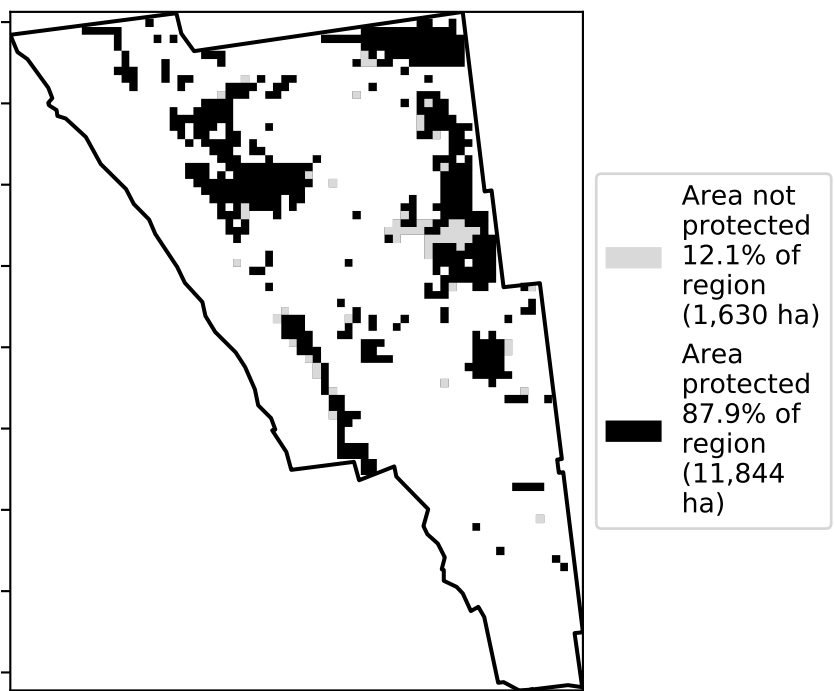 Area not
protected
12.1% of
region
(1,630 ha)
Area
protected
87.9% of
region
(11,844
ha)